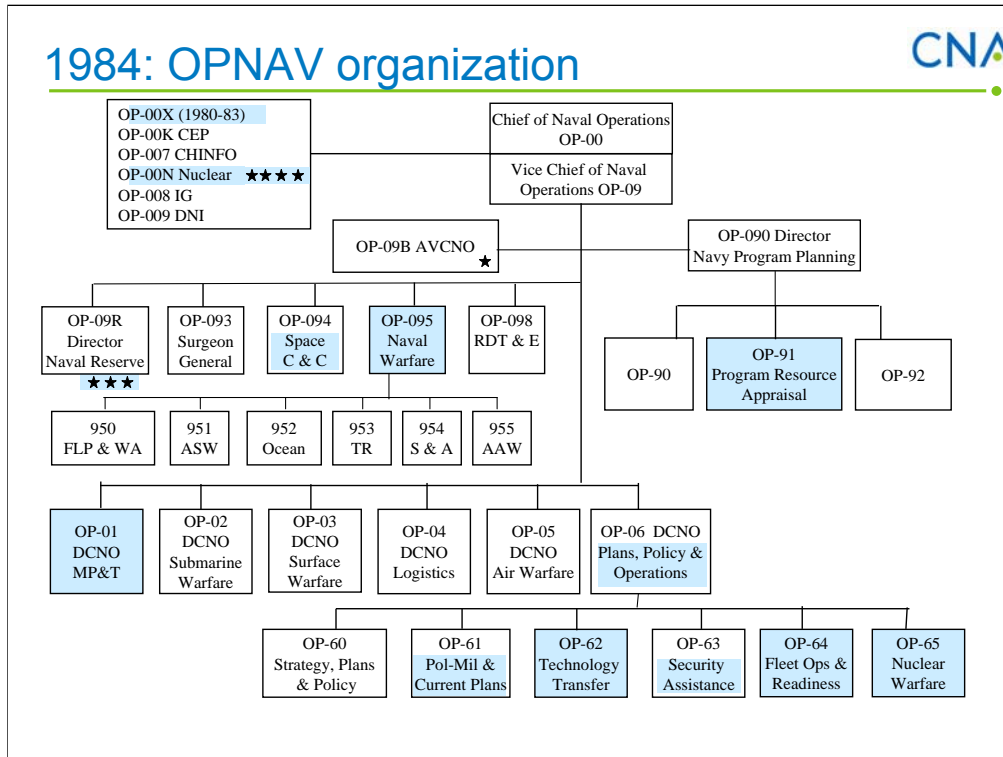 1984: OPNAV organization
CNA
OP-00X (1980-83)
OP-00K CEP
OP-007 CHINFO
OP-00N Nuclear ★★★★
OP-008 IG
OP-009 DNI
Chief of Naval Operations
OP-00
Vice Chief of Naval
Operations OP-09
OP-09B AVCNO
★
OP-090 Director
Navy Program Planning
OP-09R
Director
Naval Reserve
★★★
OP-093
Surgeon
General
OP-094
Space
C & C
OP-095
Naval
Warfare
OP-098
RDT & E
OP-90
OP-91
Program Resource
Appraisal
OP-92
950
FLP & WA
951
ASW
952
Ocean
953
TR
954
S & A
955
AAW
OP-01
DCNO
MP&T
OP-02
DCNO
Submarine
Warfare
OP-03
DCNO
Surface
Warfare
OP-04
DCNO
Logistics
OP-05
DCNO
Air Warfare
OP-06 DCNO
Plans, Policy &
Operations
OP-60
Strategy, Plans
& Policy
OP-61
Pol-Mil &
Current Plans
OP-62
Technology
Transfer
OP-63
Security
Assistance
OP-64
Fleet Ops &
Readiness
OP-65
Nuclear
Warfare